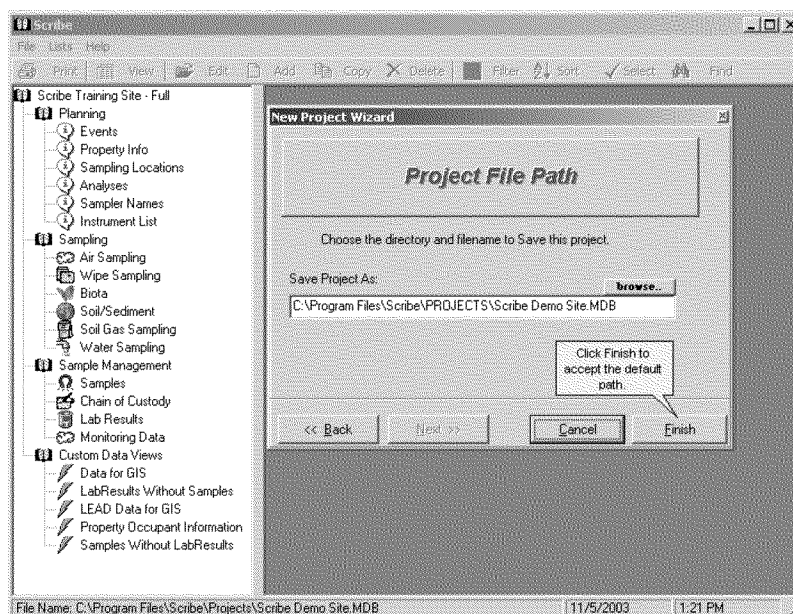 Scribe
File Lists Help
Print View Edit Add Copy Delete Filter Sort Select Find
Scribe Training Site - Full
Planning
Events
Property Info
Sampling Locations
Analyses
Sampler Names
Instrument List
Sampling
Air Sampling
Wipe Sampling
Biota
Soil/Sediment
Soil Gas Sampling
Water Sampling
Sample Management
Samples
Chain of Custody
Lab Results
Monitoring Data
Custom Data Views
Data for GIS
LabResults Without Samples
LEAD Data for GIS
Property Occupant Information
Samples Without LabResults
New Project Wizard
Project File Path
Choose the directory and filename to Save this project.
Save Project As:
browse..
C:\Program Files\Scribe\PROJECTS\Scribe Demo Site.MDB
Click Finish to
accept the default
path.
<< Back Next >> Cancel Finish
File Name: C:\Program Files\Scribe\Projects\Scribe Demo Site.MDB 11/5/2003 1:21 PM